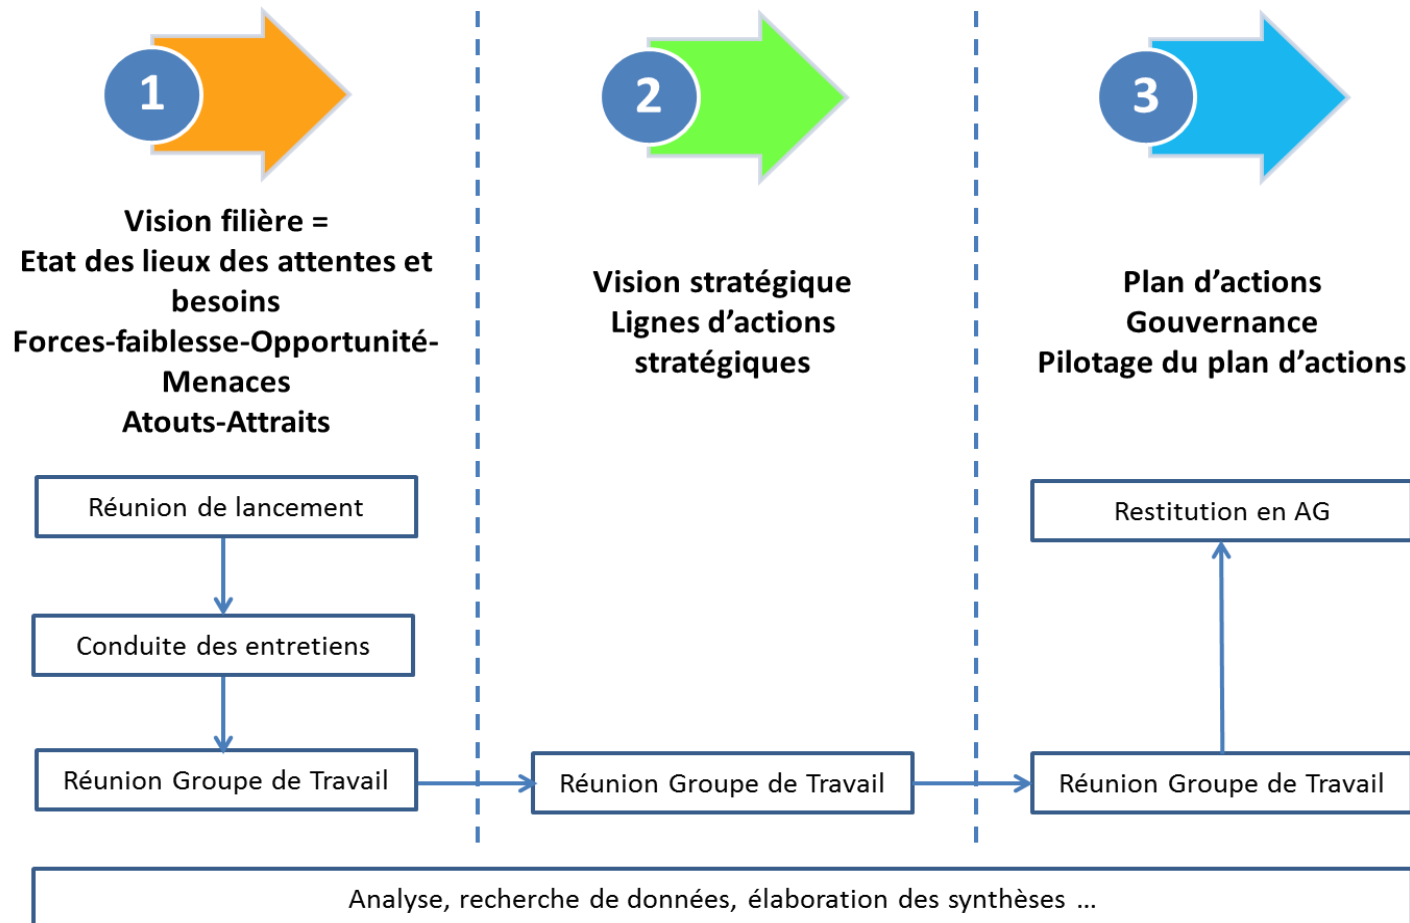 1
Vision filière =
Etat des lieux des attentes et
besoins
Forces-faiblesse-Opportunité-
Menaces
Atouts-Attraits
Réunion de lancement
Conduite des entretiens
Réunion Groupe de Travail
2
Vision stratégique
Lignes d’actions
stratégiques
Réunion Groupe de Travail
3
Plan d’actions
Gouvernance
Pilotage du plan d’actions
Restitution en AG
Réunion Groupe de Travail
Analyse, recherche de données, élaboration des synthèses ...